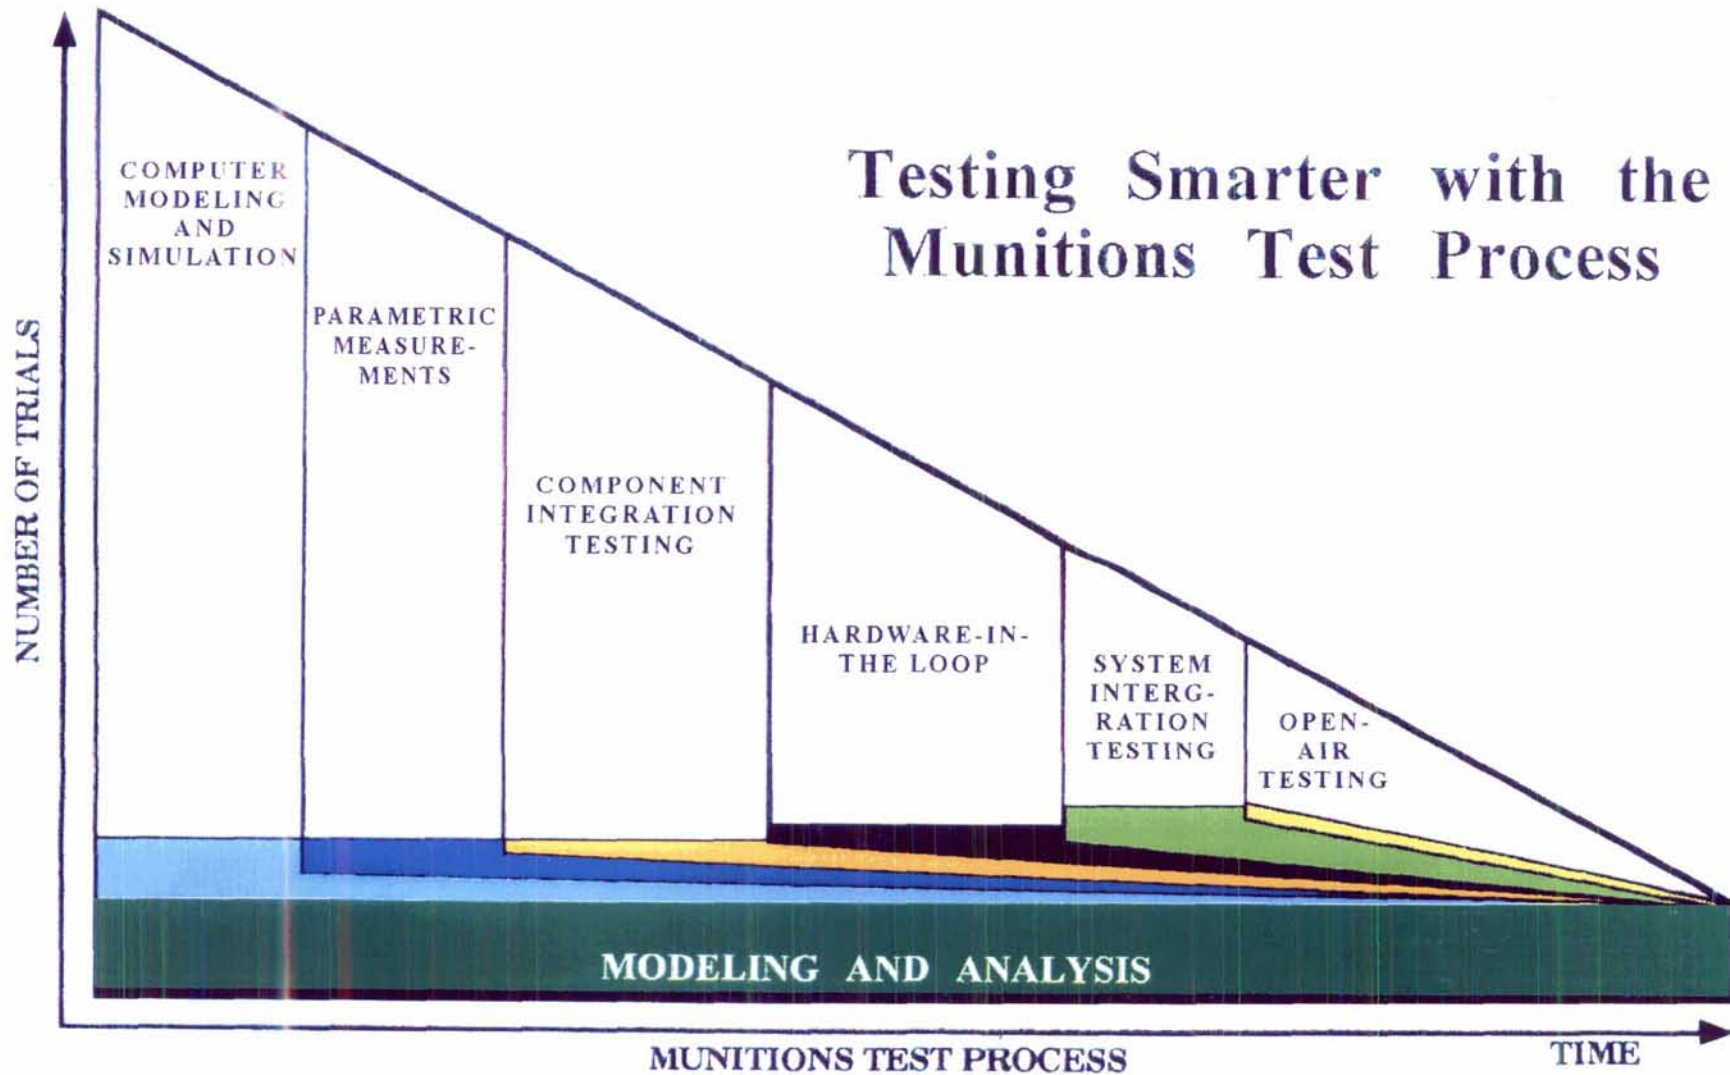 Testing Smarter with the
Munitions Test Process
COMPUTER
MODELING
AND
SIMULATION
PARAMETRIC
MEASURE-
MENTS
COMPONENT
INTEGRATION
TESTING
HARDWARE-IN-
THE LOOP
SYSTEM
INTERG-
RATION
TESTING
OPEN-
AIR
TESTING
NUMBER OF TRIALS
MODELING AND ANALYSIS
MUNITIONS TEST PROCESS
TIME